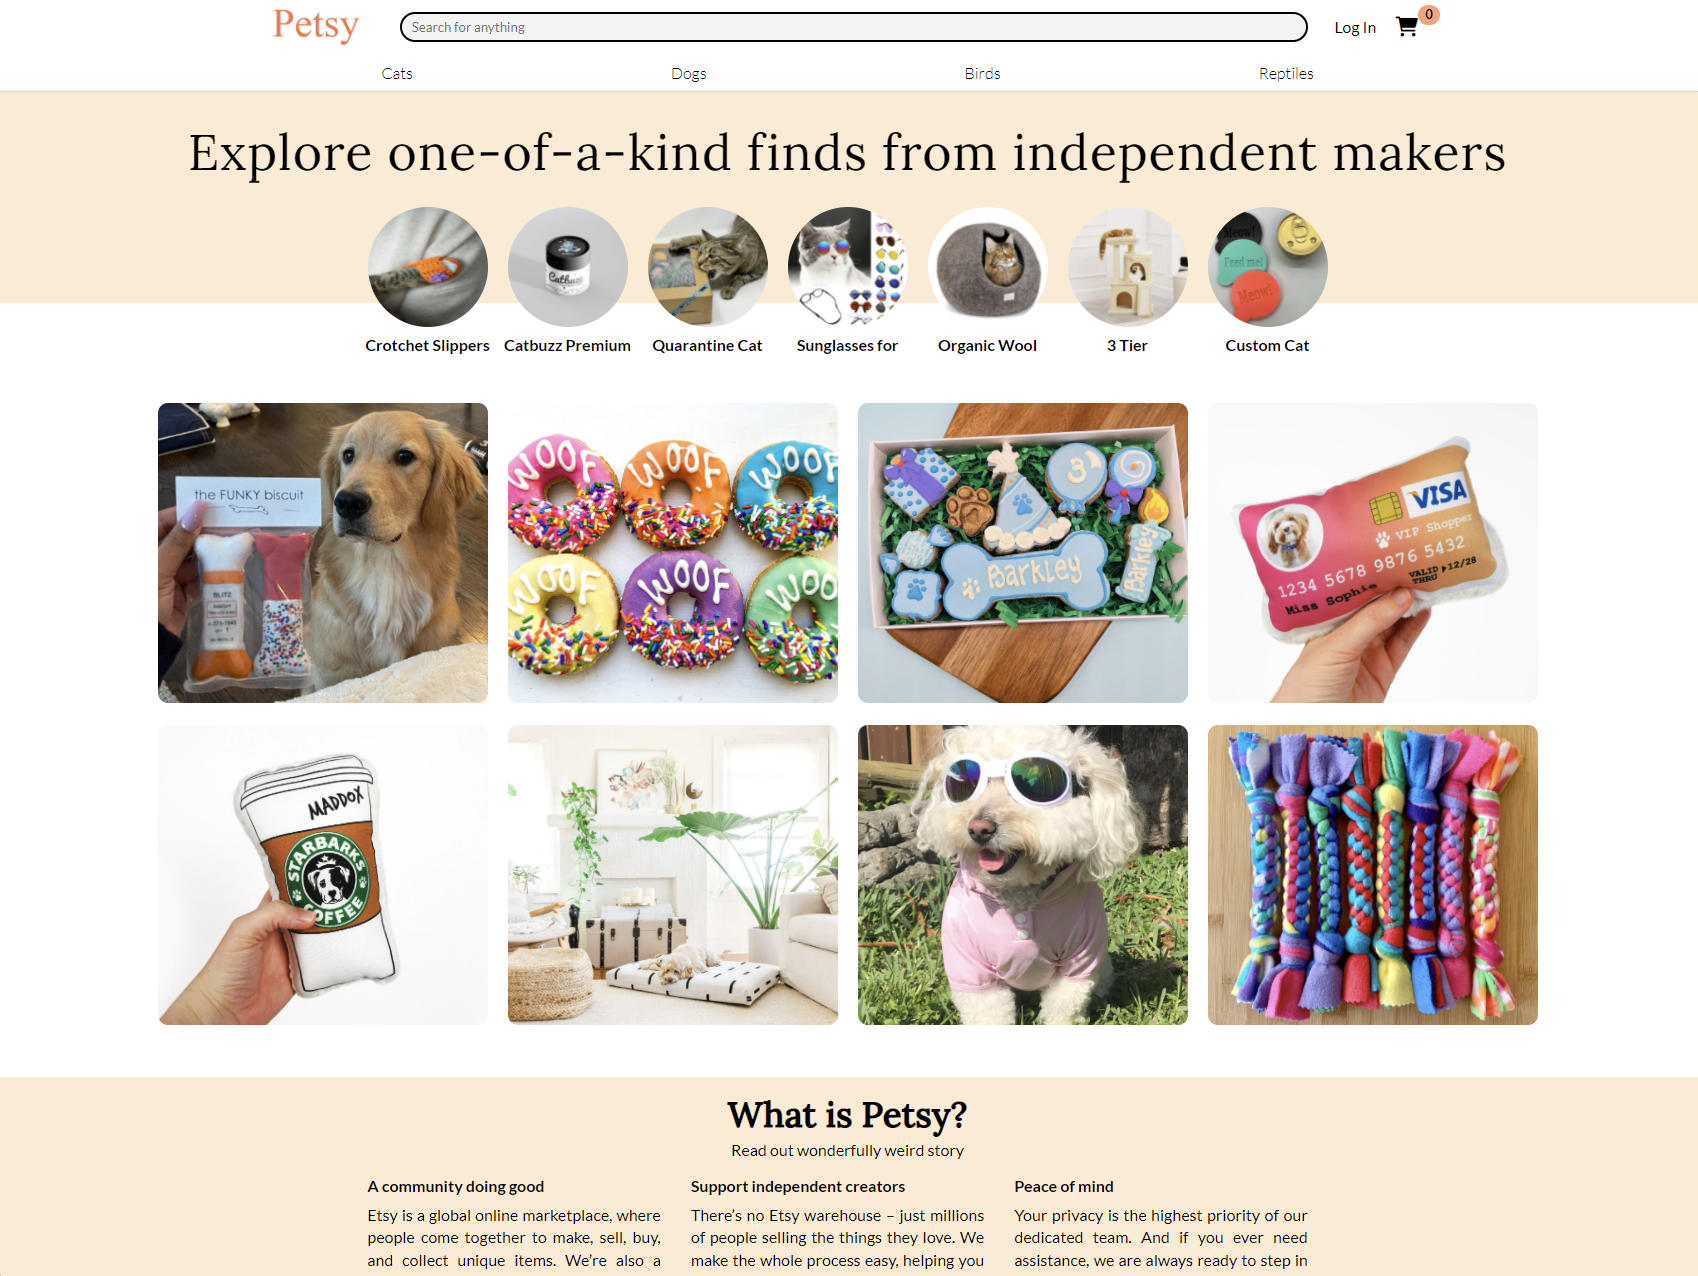 Petsy
Search for anything
Log In
0
Cats
Dogs
Birds
Reptiles
Explore one-of-a-kind finds from independent makers
Meow!
Feed me!
Meow!
Catbuzz
Crotchet Slippers
Catbuzz Premium
Quarantine Cat
Sunglasses for
Organic Wool
3 Tier
Custom Cat
the FUNKY biscuit
BLITZ
WOOF
WOOF
WOOF
WOOF
WOOF
WOOF
3
Barkley
Barkley
VISA
VIP Shopper
1234 5678 9876 5432
VALID THRU
12/28
Miss Sophie
MADDOX
STARBARKS
COFFEE
What is Petsy?
Read out wonderfully weird story
A community doing good
Etsy is a global online marketplace, where
people come together to make, sell, buy,
and collect unique items. We’re also a
Support independent creators
There’s no Etsy warehouse – just millions
of people selling the things they love. We
make the whole process easy, helping you
Peace of mind
Your privacy is the highest priority of our
dedicated team. And if you ever need
assistance, we are always ready to step in